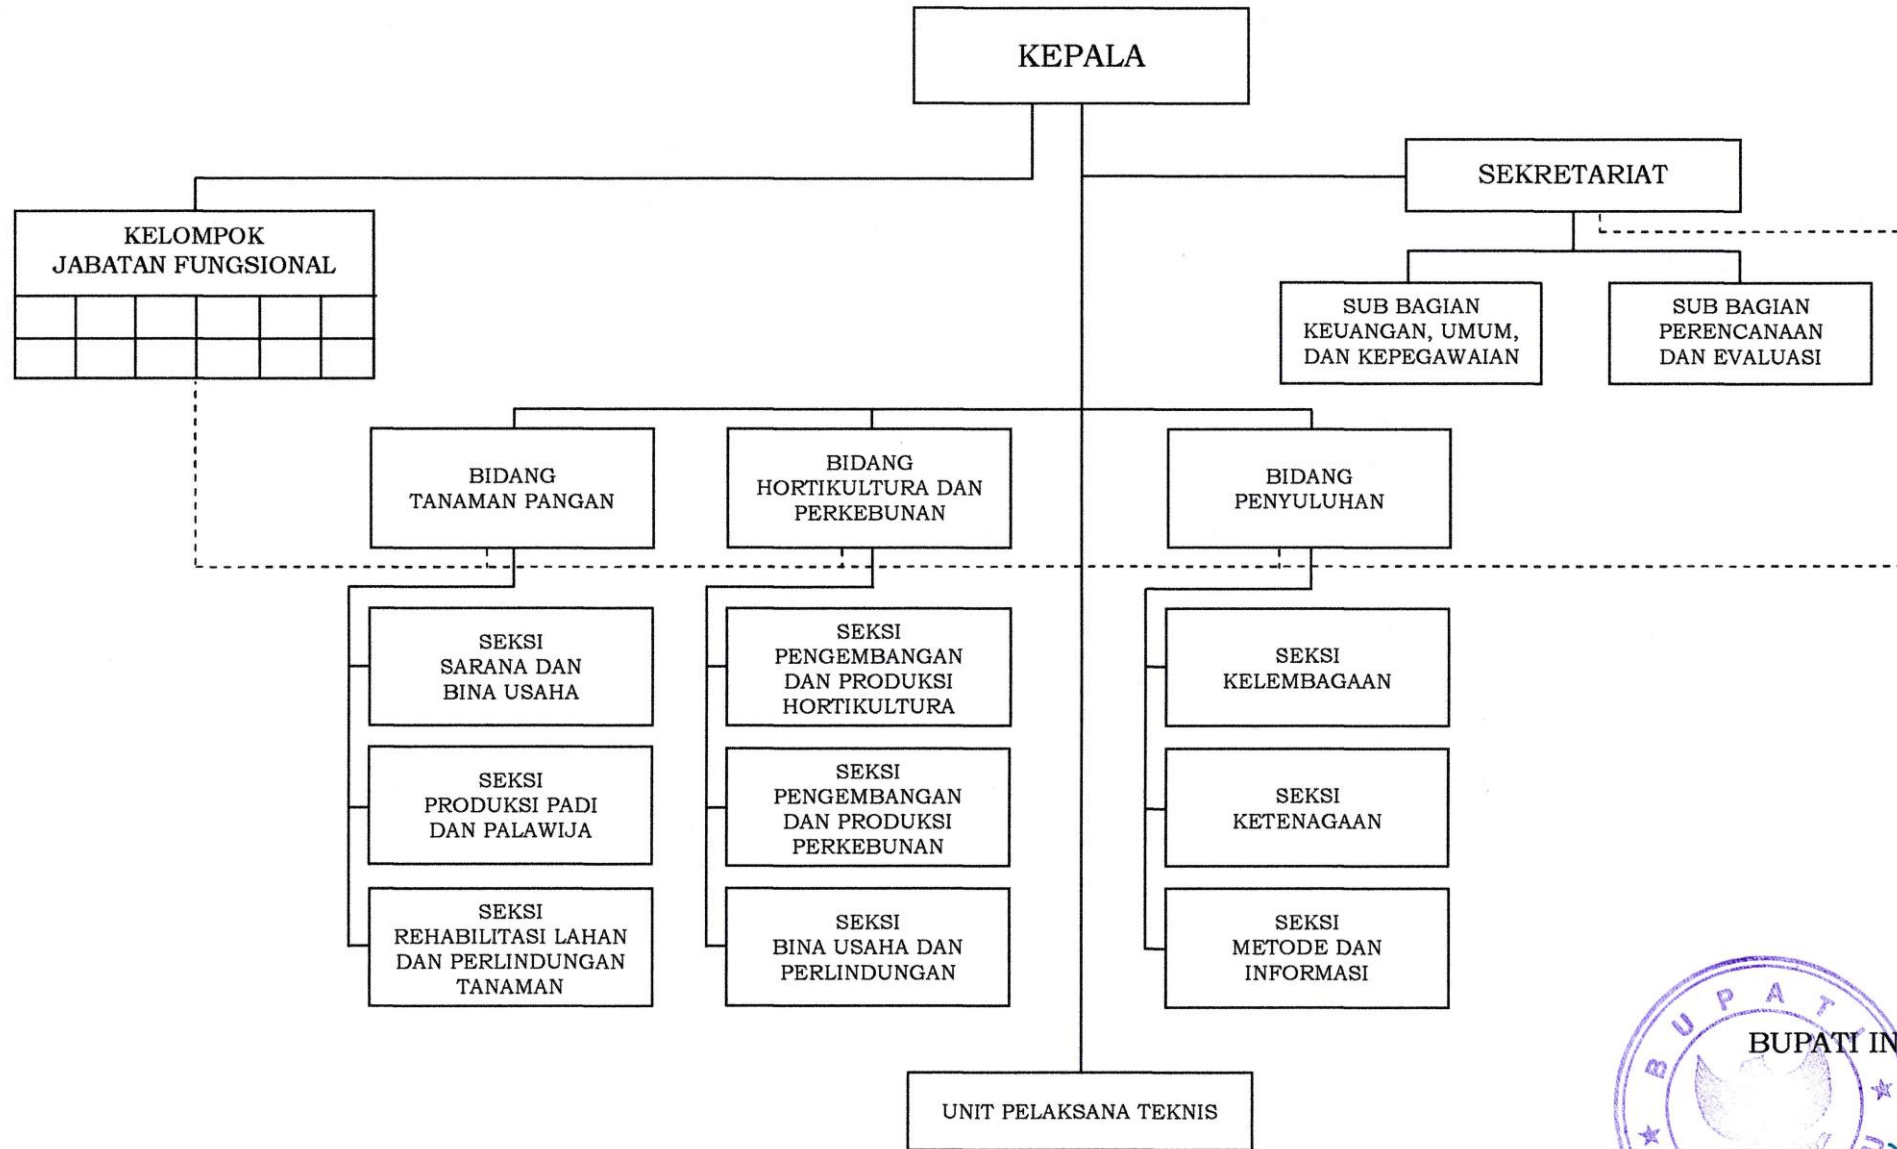 KEPALA
SEKRETARIAT
KELOMPOK
JABATAN FUNGSIONAL
SUB BAGIAN
KEUANGAN, UMUM,
DAN KEPEGAWAIAN
SUB BAGIAN
PERENCANAAN
DAN EVALUASI
BIDANG
TANAMAN PANGAN
BIDANG
HORTIKULTURA DAN
PERKEBUNAN
BIDANG
PENYULUHAN
SEKSI
SARANA DAN
BINA USAHA
SEKSI
PENGEMBANGAN
DAN PRODUKSI
HORTIKULTURA
SEKSI
KELEMBAGAAN
SEKSI
PRODUKSI PADI
DAN PALAWIJA
SEKSI
PENGEMBANGAN
DAN PRODUKSI
PERKEBUNAN
SEKSI
KETENAGAAN
SEKSI
REHABILITASI LAHAN
DAN PERLINDUNGAN
TANAMAN
SEKSI
BINA USAHA DAN
PERLINDUNGAN
SEKSI
METODE DAN
INFORMASI
UNIT PELAKSANA TEKNIS
BUPATI IN
BUPATI